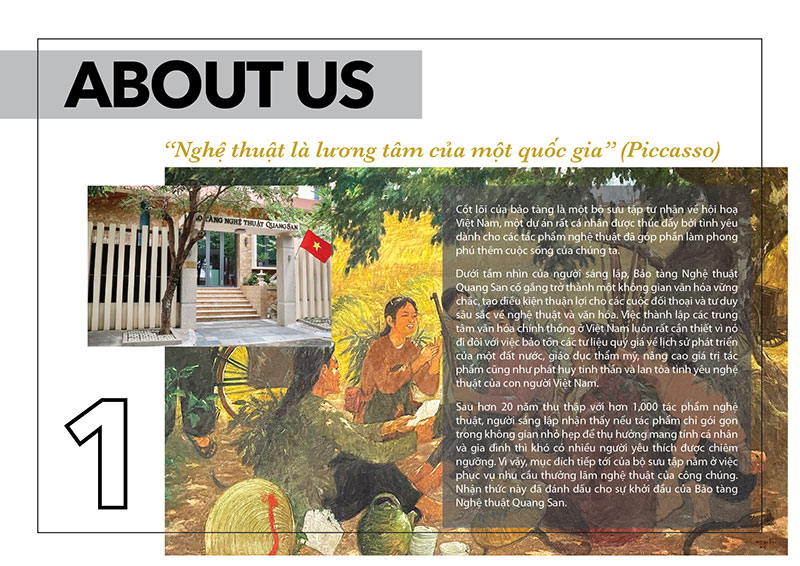 ABOUT US
“Nghệ thuật là lương tâm của một quốc gia” (Piccasso)
BẢO TÀNG NGHỆ THUẬT QUANG SAN
Cốt lõi của bảo tàng là một bộ sưu tập tư nhân về hội hoạ
Việt Nam, một dự án rất cá nhân được thúc đẩy bởi tình yêu
dành cho các tác phẩm nghệ thuật đã góp phần làm phong
phú thêm cuộc sống của chúng ta.
Dưới tầm nhìn của người sáng lập, Bảo tàng Nghệ thuật
Quang San cố gắng trở thành một không gian văn hóa vững
chắc, tạo điều kiện thuận lợi cho các cuộc đối thoại và tư duy
sâu sắc về nghệ thuật và văn hóa. Việc thành lập các trung
tâm văn hóa chính thống ở Việt Nam luôn rất cần thiết vì nó
đi đôi với việc bảo tồn các tư liệu quý giá về lịch sử phát triển
của một đất nước, giáo dục thẩm mỹ, nâng cao giá trị tác
phẩm cũng như phát huy tinh thần và lan tỏa tình yêu nghệ
thuật của con người Việt Nam.
Sau hơn 20 năm thu thập với hơn 1,000 tác phẩm nghệ
thuật, người sáng lập nhận thấy nếu tác phẩm chỉ gói gọn
trong không gian nhỏ hẹp để thụ hưởng mang tính cá nhân
và gia đình thì khó có nhiều người yêu thích được chiêm
ngưỡng. Vì vậy, mục đích tiếp tới của bộ sưu tập nằm ở việc
phục vụ nhu cầu thưởng lãm nghệ thuật của công chúng.
Nhận thức này đã đánh dấu cho sự khởi đầu của Bảo tàng
Nghệ thuật Quang San.
1